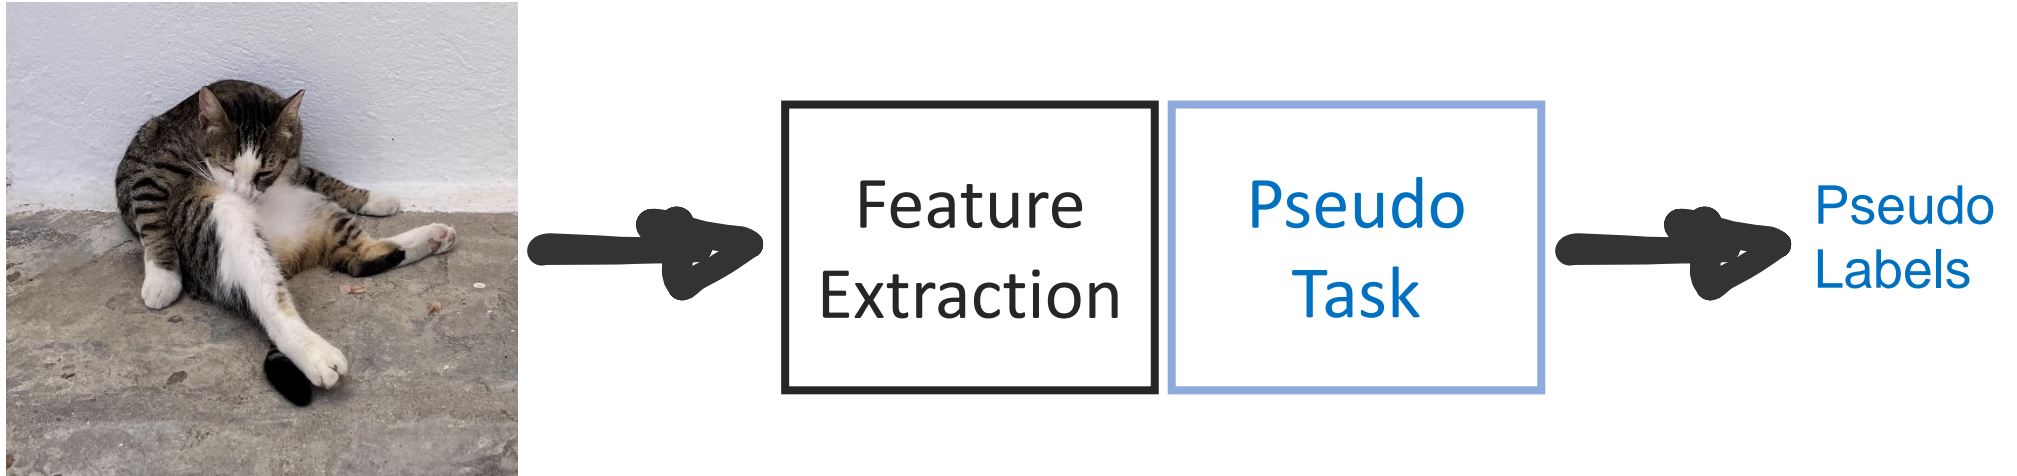 Feature
Extraction
Pseudo
Task
Pseudo
Labels